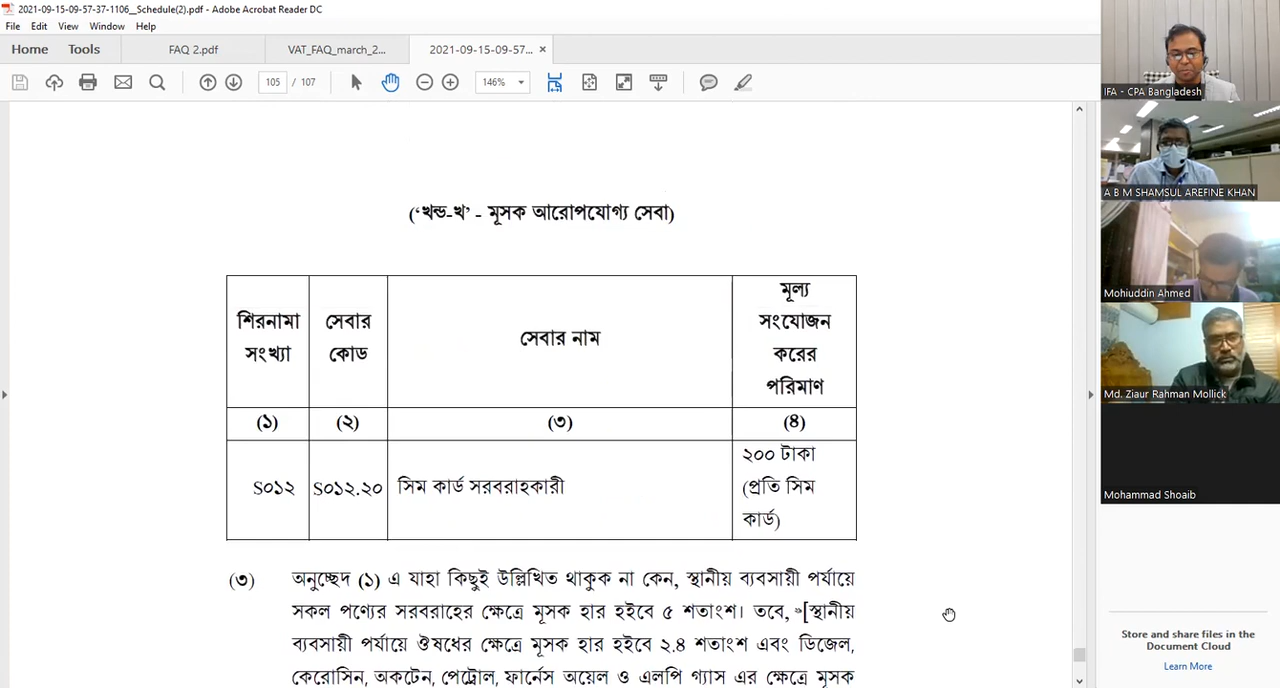 2021-09-15-09-57-37-1106__Schedule(2).pdf - Adobe Acrobat Reader DC
File Edit View Window Help
Home Tools FAQ 2.pdf VAT_FAQ_march_2... 2021-09-15-09-57... ×
105 / 107 146%
(‘খন্ড-খ’ - মূসক আরোপযোগ্য সেবা)
শিরনামা সংখ্যা
সেবার কোড
সেবার নাম
মূল্য সংযোজন করের পরিমাণ
(১) (২) (৩) (৪)
S০১২ S০১২.২০ সিম কার্ড সরবরাহকারী ২০০ টাকা (প্রতি সিম কার্ড)
(৩) অনুচ্ছেদ (১) এ যাহা কিছুই উল্লিখিত থাকুক না কেন, স্থানীয় ব্যবসায়ী পর্যায়ে
সকল পণ্যের সরবরাহের ক্ষেত্রে মূসক হার হইবে ৫ শতাংশ। তবে, [স্থানীয়
ব্যবসায়ী পর্যায়ে ঔষধের ক্ষেত্রে মূসক হার হইবে ২.৪ শতাংশ এবং ডিজেল,
কেরোসিন, অকটেন, পেট্রোল, ফার্নেস অয়েল ও এলপি গ্যাস এর ক্ষেত্রে মূসক
IFA - CPA Bangladesh
A B M SHAMSUL AREFINE KHAN
Mohiuddin Ahmed
Md. Ziaur Rahman Mollick
Mohammad Shoaib
Store and share files in the
Document Cloud
Learn More